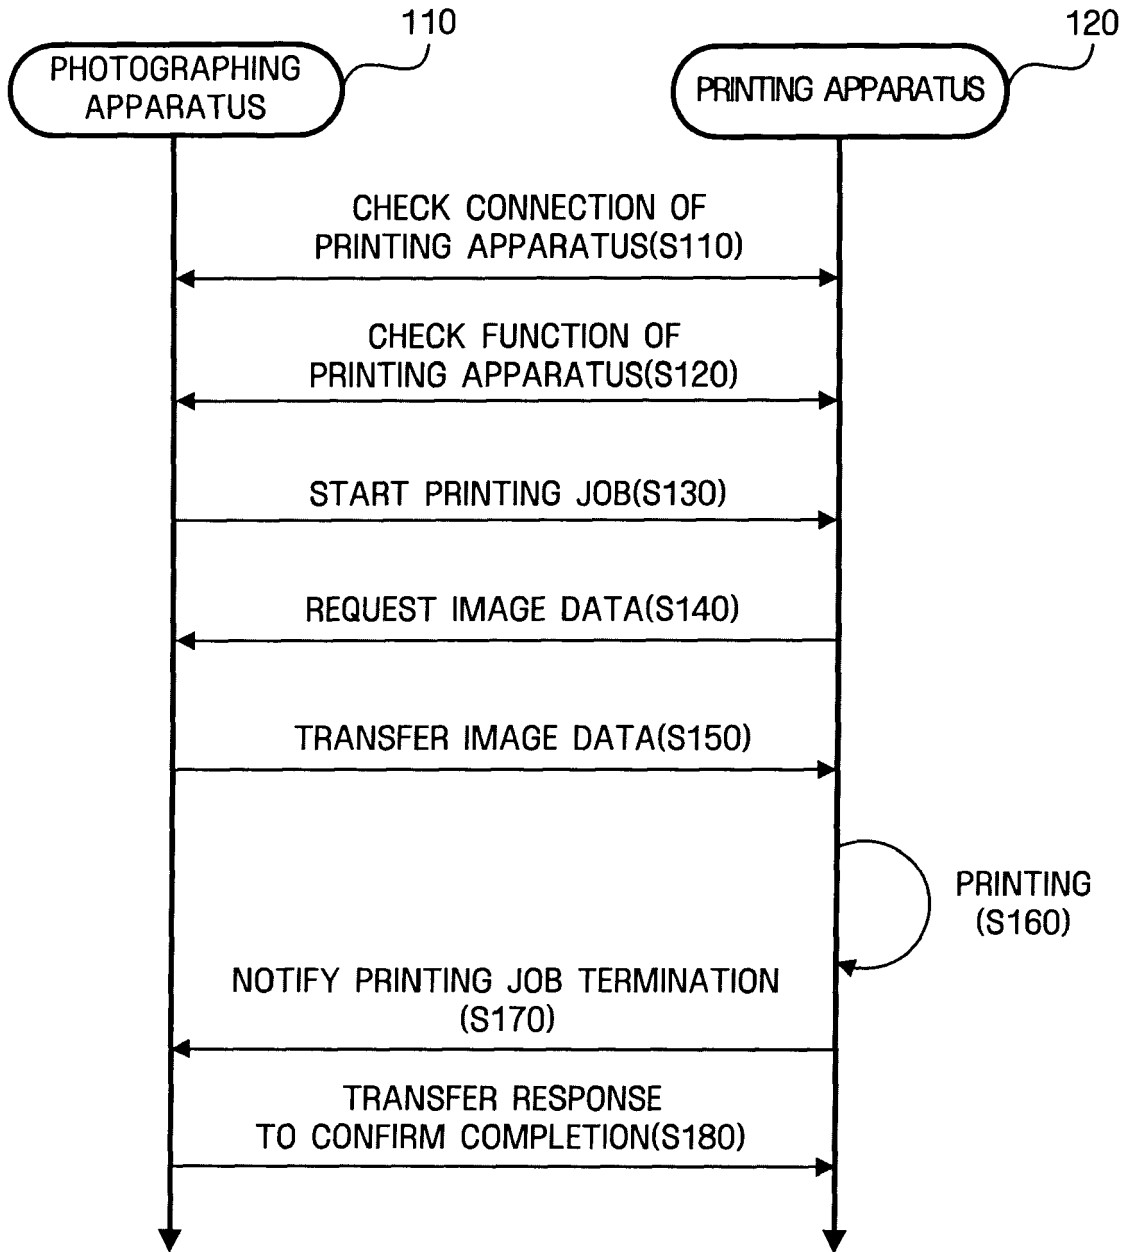 110
120
PHOTOGRAPHING
APPARATUS
PRINTING APPARATUS
CHECK CONNECTION OF
PRINTING APPARATUS(S110)
CHECK FUNCTION OF
PRINTING APPARATUS(S120)
START PRINTING JOB(S130)
REQUEST IMAGE DATA(S140)
TRANSFER IMAGE DATA(S150)
PRINTING
(S160)
NOTIFY PRINTING JOB TERMINATION
(S170)
TRANSFER RESPONSE
TO CONFIRM COMPLETION(S180)